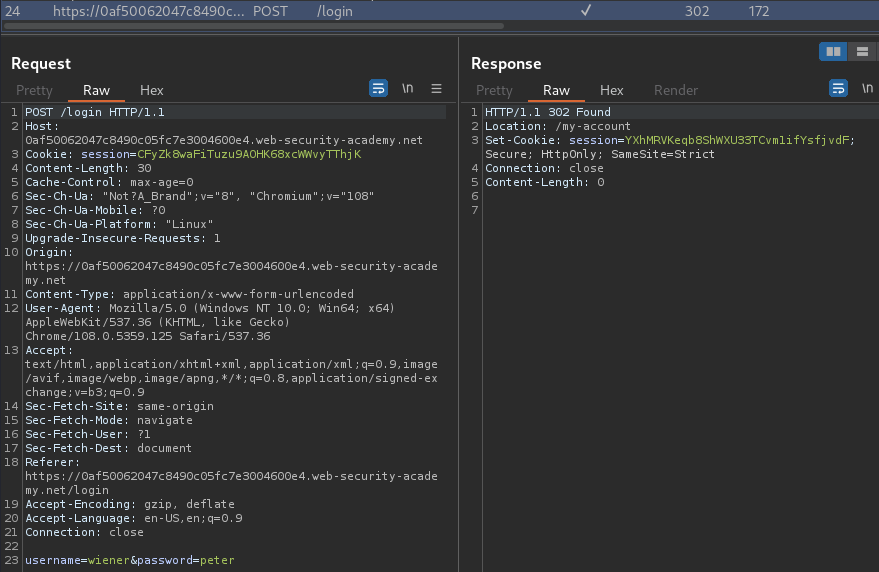 24 https://0af50062047c8490c... POST /login ✓ 302 172
Request
Pretty Raw Hex \n
1 POST /login HTTP/1.1
2 Host:
0af50062047c8490c05fc7e3004600e4.web-security-academy.net
3 Cookie: session=CFyZk8waFiTuzu9AOHK68xcWWvyTThjK
4 Content-Length: 30
5 Cache-Control: max-age=0
6 Sec-Ch-Ua: "Not?A_Brand";v="8", "Chromium";v="108"
7 Sec-Ch-Ua-Mobile: ?0
8 Sec-Ch-Ua-Platform: "Linux"
9 Upgrade-Insecure-Requests: 1
10 Origin:
https://0af50062047c8490c05fc7e3004600e4.web-security-acade
my.net
11 Content-Type: application/x-www-form-urlencoded
12 User-Agent: Mozilla/5.0 (Windows NT 10.0; Win64; x64)
AppleWebKit/537.36 (KHTML, like Gecko)
Chrome/108.0.5359.125 Safari/537.36
13 Accept:
text/html,application/xhtml+xml,application/xml;q=0.9,image
/avif,image/webp,image/apng,*/*;q=0.8,application/signed-ex
change;v=b3;q=0.9
14 Sec-Fetch-Site: same-origin
15 Sec-Fetch-Mode: navigate
16 Sec-Fetch-User: ?1
17 Sec-Fetch-Dest: document
18 Referer:
https://0af50062047c8490c05fc7e3004600e4.web-security-acade
my.net/login
19 Accept-Encoding: gzip, deflate
20 Accept-Language: en-US,en;q=0.9
21 Connection: close
22
23 username=wiener&password=peter
Response
Pretty Raw Hex Render \n
1 HTTP/1.1 302 Found
2 Location: /my-account
3 Set-Cookie: session=YXhMRVKeqb8ShWXU33TCvm1ifYsfjvdF;
Secure; HttpOnly; SameSite=Strict
4 Connection: close
5 Content-Length: 0
6
7